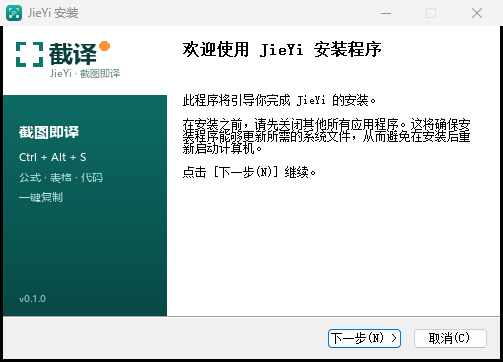 JieYi 安装
截译
JieYi · 截图即译
截图即译
Ctrl + Alt + S
公式 · 表格 · 代码
一键复制
v0.1.0
欢迎使用 JieYi 安装程序
此程序将引导你完成 JieYi 的安装。
在安装之前，请先关闭其他所有应用程序。这将确保安
装程序能够更新所需的系统文件，从而避免在安装后重
新启动计算机。
点击 [下一步(N)] 继续。
下一步(N) >
取消(C)